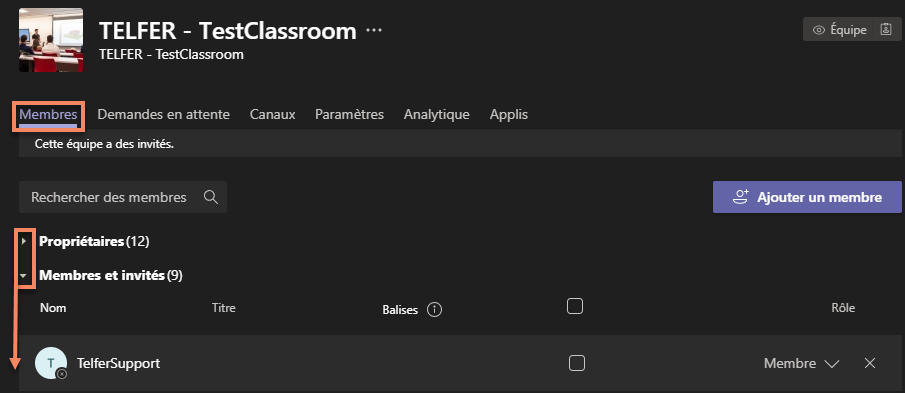 TELFER - TestClassroom ...
TELFER - TestClassroom
Équipe
Membres Demandes en attente Canaux Paramètres Analytique Applis
Cette équipe a des invités.
Rechercher des membres
Ajouter un membre
Propriétaires(12)
Membres et invités(9)
Nom Titre Balises Rôle
T TelferSupport Membre